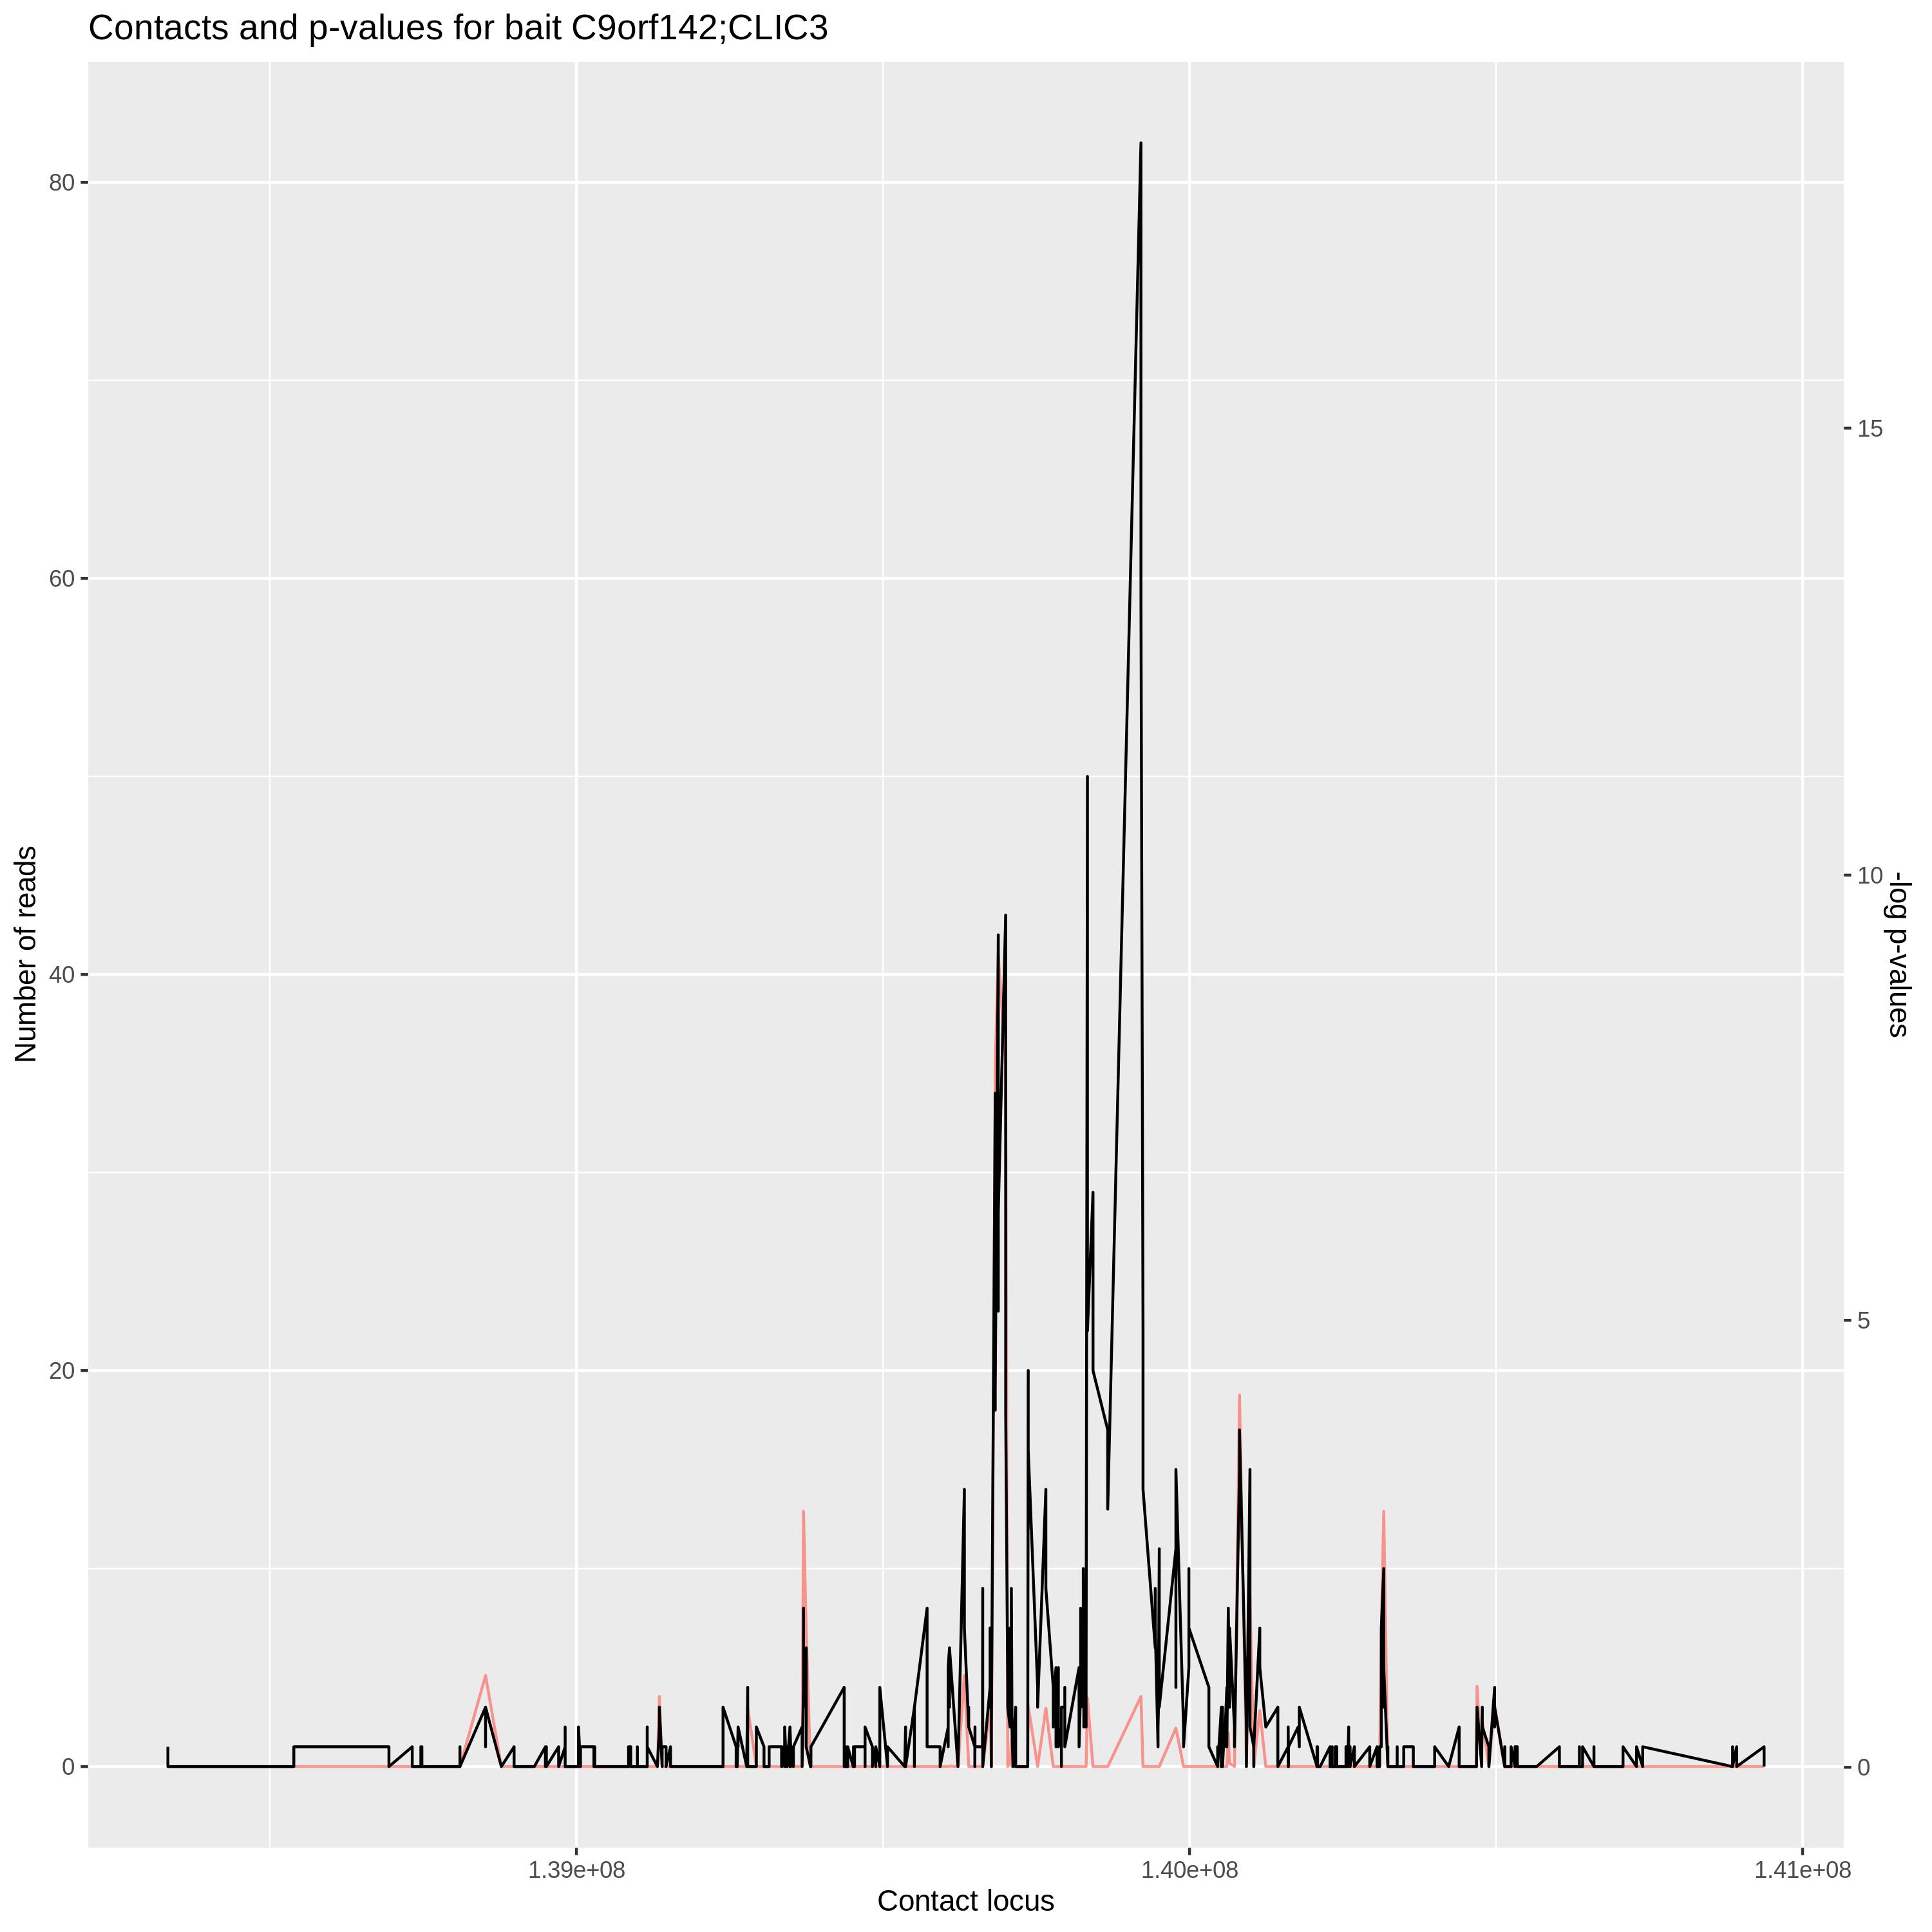 Contacts and p-values for bait C9orf142;CLIC3
80
60
40
20
0
Number of reads
15
10
5
0
-log p-values
1.39e+08
1.40e+08
1.41e+08
Contact locus